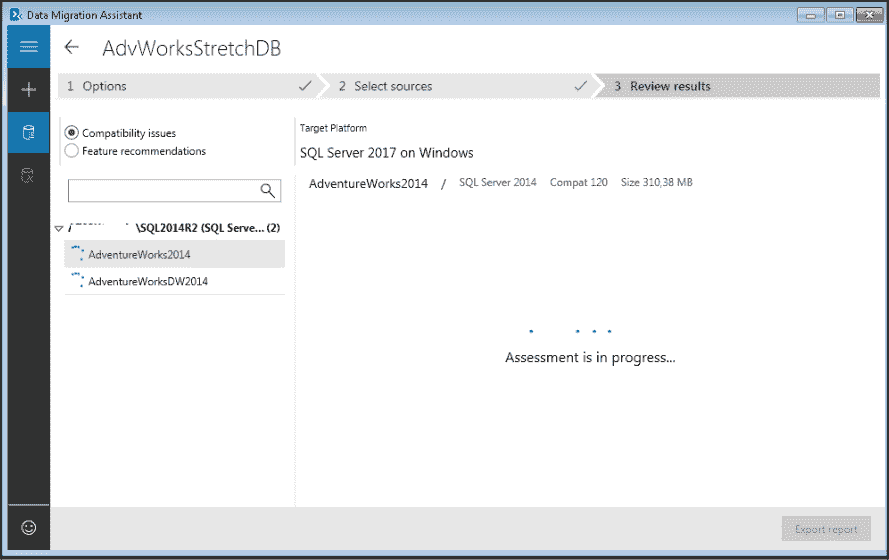 Data Migration Assistant
AdvWorksStretchDB
1 Options
2 Select sources
3 Review results
Compatibility issues
Feature recommendations
Target Platform
SQL Server 2017 on Windows
AdventureWorks2014 / SQL Server 2014 Compat 120 Size 310,38 MB
\SQL2014R2 (SQL Serve... (2)
AdventureWorks2014
AdventureWorksDW2014
Assessment is in progress...
Export report